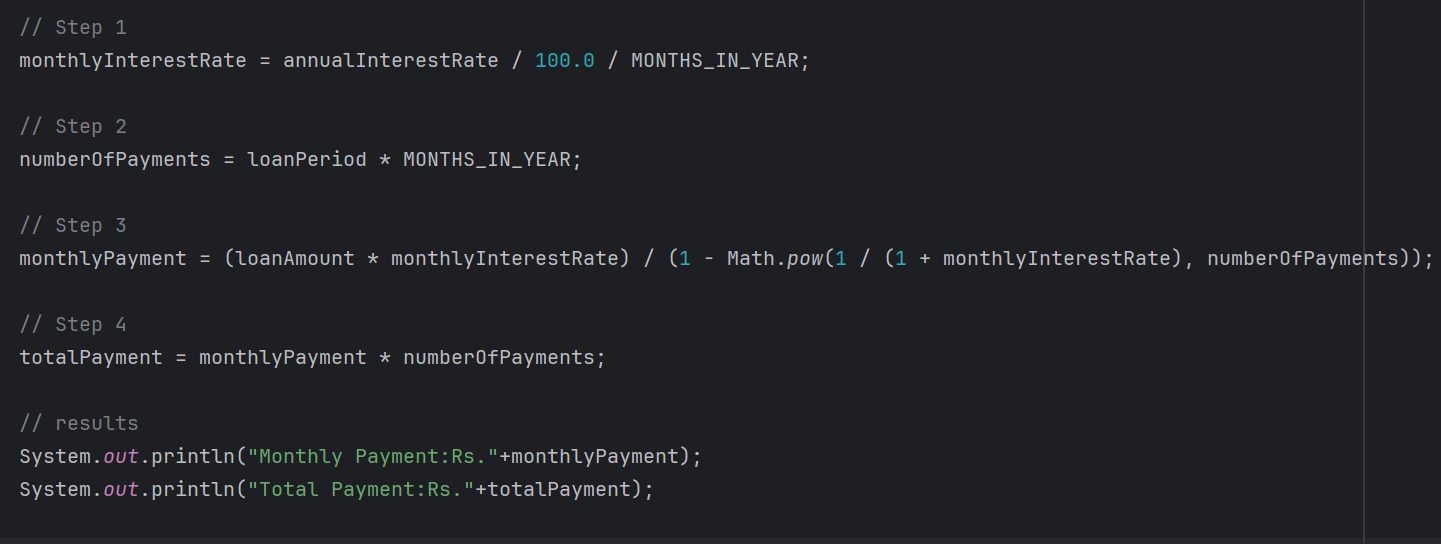 // Step 1
monthlyInterestRate = annualInterestRate / 100.0 / MONTHS_IN_YEAR;
// Step 2
numberOfPayments = loanPeriod * MONTHS_IN_YEAR;
// Step 3
monthlyPayment = (loanAmount * monthlyInterestRate) / (1 - Math.pow(1 / (1 + monthlyInterestRate), numberOfPayments));
// Step 4
totalPayment = monthlyPayment * numberOfPayments;
// results
System.out.println("Monthly Payment:Rs."+monthlyPayment);
System.out.println("Total Payment:Rs."+totalPayment);